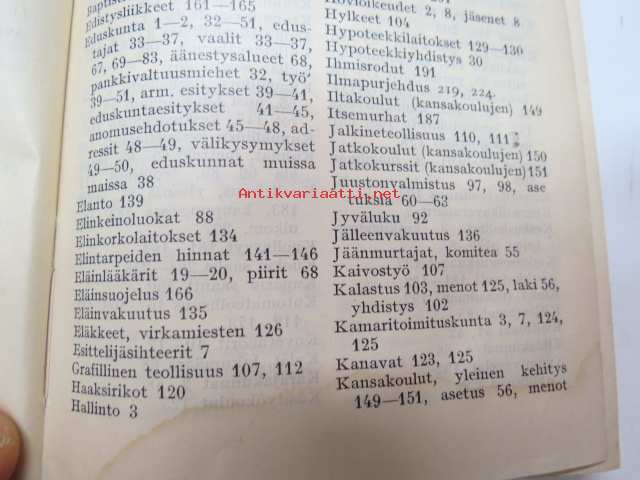 Edistysliikkeet 161—165
Eduskunta 1—2, 32—51, edus-
tajat 33—37, vaalit 33—37,
67, 69—83, äänestysalueet 68,
pankkivaltuusmiehet 32, työ
39—51, arm. esitykset 39—41,
eduskuntaesitykset 41—45,
anomusehdotukset 45—48, ad-
ressit 48—49, välikysymykset
49—50, eduskunnat muissa
maissa 38
Elanto 139
Elinkeinoluokat 88
Elinkorkolaitokset 134
Elintarpeiden hinnat 141—146
Eläinlääkärit 19—20, piirit 68
Eläinsuojelus 166
Eläinvakuutus 135
Eläkkeet, virkamiesten 126
Esittelijäsihteerit 7
Grafillinen teollisuus 107, 112
Haaksirikot 120
Hallinto 3
Hovioikeudet 2, 8, jäsenet 8
Hylkeet 104
Hypoteekkilaitokset 129—130
Hypoteekkiyhdistys 30
Ihmisrodut 191
Ilmapurjehdus 219, 224
Iltakoulut (kansakoulujen) 149
Itsemurhat 187
Jalkineteollisuus 110, 111
Jatkokoulut (kansakoulujen) 150
Jatkokurssit (kansakoulujen) 151
Juustonvalmistus 97, 98, ase
tuksia 60—63
Jyväluku 92
Jälleenvakuutus 136
Jäänmurtajat, komitea 55
Kaivostyö 107
Kalastus 103, menot 125, laki 56,
yhdistys 102
Kamaritoimituskunta 3, 7, 124,
125
Kanavat 123, 125
Kansakoulut, yleinen kehitys
149—151, asetus 56, menot
Antikvariaatti.net